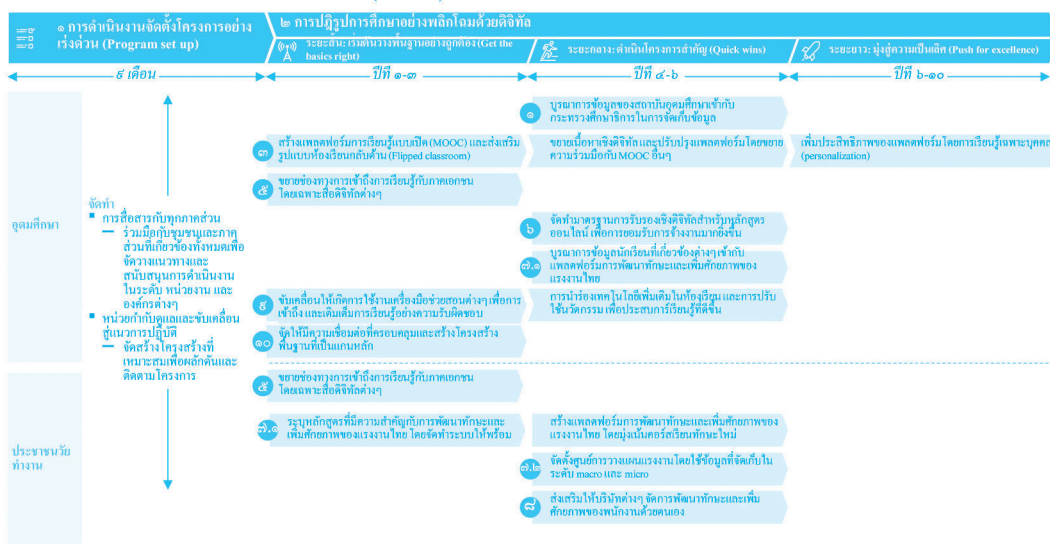 ๑ การดำเนินงานจัดตั้งโครงการอย่าง
เร่งด่วน (Program set up)
๒ การปฏิรูปการศึกษาอย่างพลิกโฉมด้วยดิจิทัล
ระยะสั้น: เริ่มต้นวางพื้นฐานอย่างถูกต้อง (Get the
basics right)
ระยะกลาง: ดำเนินโครงการสำคัญ (Quick wins)
ระยะยาว: มุ่งสู่ความเป็นเลิศ (Push for excellence)
๙ เดือน
ปีที่ ๑-๓
ปีที่ ๔-๖
ปีที่ ๖-๑๐
อุดมศึกษา
จัดทำ
▪ การสื่อสารกับทุกภาคส่วน
— ร่วมมือกับชุมชนและภาค
ส่วนที่เกี่ยวข้องทั้งหมดเพื่อ
จัดวางแนวทางและ
สนับสนุนการดำเนินงาน
ในระดับ หน่วยงาน และ
องค์กรต่างๆ
▪ หน่วยกำกับดูแลและขับเคลื่อน
สู่แนวการปฏิบัติ
— จัดสร้างโครงสร้างที่
เหมาะสมเพื่อผลักดันและ
ติดตามโครงการ
๑
บูรณาการข้อมูลของสถาบันอุดมศึกษาเข้ากับ
กระทรวงศึกษาธิการในการจัดเก็บข้อมูล
๓
สร้างแพลตฟอร์มการเรียนรู้แบบเปิด (MOOC) และส่งเสริม
รูปแบบห้องเรียนกลับด้าน (Flipped classroom)
ขยายเนื้อหาเชิงดิจิทัล และปรับปรุงแพลตฟอร์มโดยขยาย
ความร่วมมือกับ MOOC อื่นๆ
เพิ่มประสิทธิภาพของแพลตฟอร์ม โดยการเรียนรู้เฉพาะบุคคล
(personalization)
๕
ขยายช่องทางการเข้าถึงการเรียนรู้กับภาคเอกชน
โดยเฉพาะสื่อดิจิทัลต่างๆ
๖
จัดทำมาตรฐานการรับรองเชิงดิจิทัลสำหรับหลักสูตร
ออนไลน์ เพื่อการยอมรับการจ้างงานมากยิ่งขึ้น
๗.๑
บูรณาการข้อมูลนักเรียนที่เกี่ยวข้องต่างๆ เข้ากับ
แพลตฟอร์มการพัฒนาทักษะและเพิ่มศักยภาพของ
แรงงานไทย
๙
ขับเคลื่อนให้เกิดการใช้งานเครื่องมือช่วยสอนต่างๆ เพื่อการ
เข้าถึง และเติมเต็มการเรียนรู้อย่างความรับผิดชอบ
การนำร่องเทคโนโลยีเพิ่มเติมในห้องเรียน และการปรับ
ใช้นวัตกรรม เพื่อประสบการ์เรียนรู้ที่ดีขึ้น
๑๐
จัดให้มีความเชื่อมต่อที่ครอบคลุมและสร้างโครงสร้าง
พื้นฐานที่เป็นแกนหลัก
ประชาชนวัย
ทำงาน
๕
ขยายช่องทางการเข้าถึงการเรียนรู้กับภาคเอกชน
โดยเฉพาะสื่อดิจิทัลต่างๆ
๗.๑
ระบุหลักสูตรที่มีความสำคัญกับการพัฒนาทักษะและ
เพิ่มศักยภาพของแรงงานไทย โดยจัดทำระบบให้พร้อม
สร้างแพลตฟอร์มการพัฒนาทักษะและเพิ่มศักยภาพของ
แรงงานไทย โดยมุ่งเน้นคอร์สเรียนทักษะใหม่
๗.๒
จัดตั้งศูนย์การวางแผนแรงงานโดยใช้ข้อมูลที่จัดเก็บใน
ระดับ macro และ micro
๘
ส่งเสริมให้บริษัทต่างๆ จัดการพัฒนาทักษะและเพิ่ม
ศักยภาพของพนักงานด้วยตนเอง